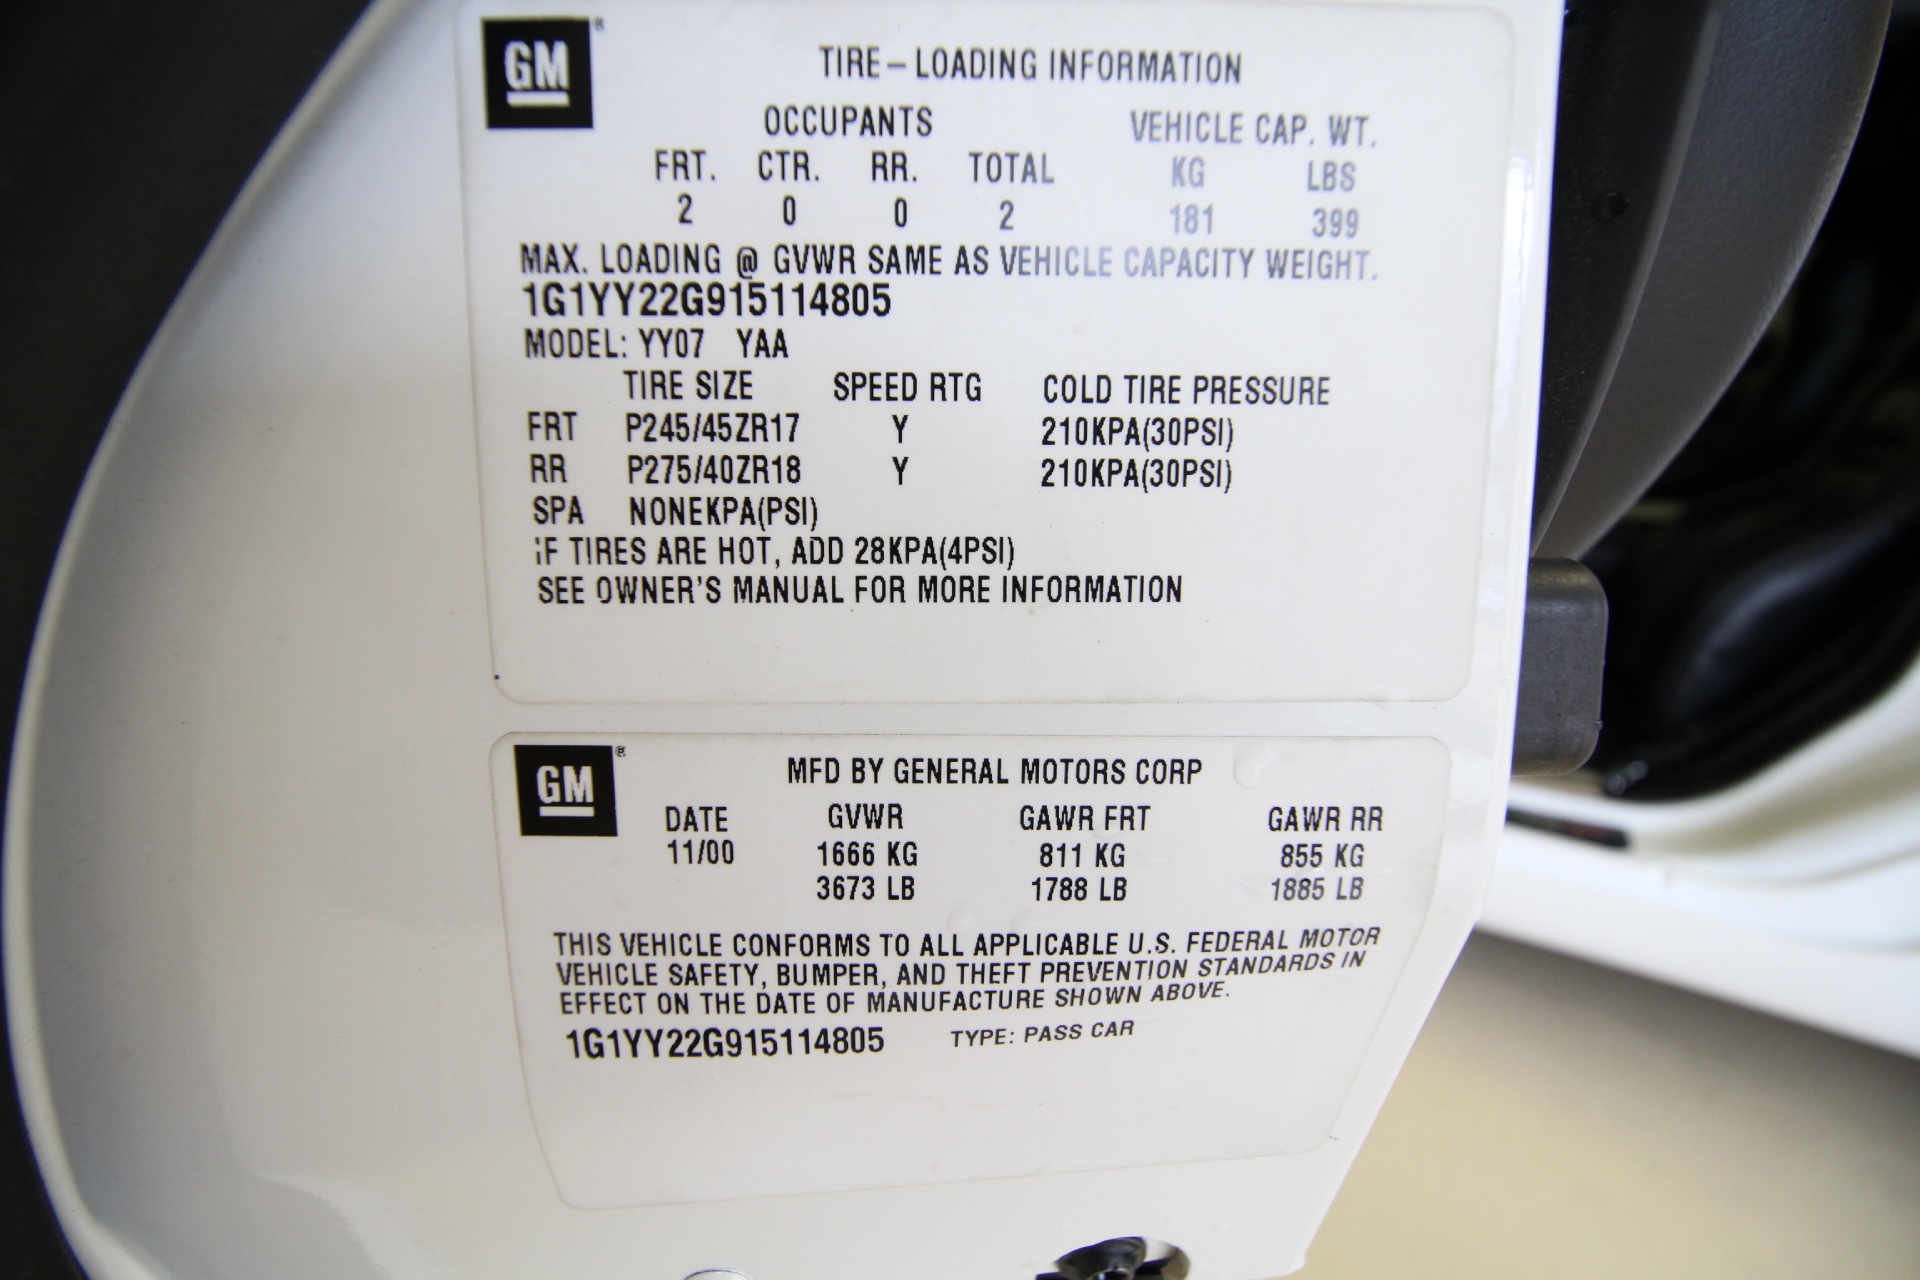 GM ®
TIRE – LOADING INFORMATION
OCCUPANTS VEHICLE CAP. WT.
FRT. CTR. RR. TOTAL KG LBS
2 0 0 2 181 399
MAX. LOADING @ GVWR SAME AS VEHICLE CAPACITY WEIGHT.
1G1YY22G915114805
MODEL: YY07 YAA
TIRE SIZE SPEED RTG COLD TIRE PRESSURE
FRT P245/45ZR17 Y 210KPA(30PSI)
RR P275/40ZR18 Y 210KPA(30PSI)
SPA NONEKPA(PSI)
IF TIRES ARE HOT, ADD 28KPA(4PSI)
SEE OWNER'S MANUAL FOR MORE INFORMATION
GM ®
MFD BY GENERAL MOTORS CORP
DATE GVWR GAWR FRT GAWR RR
11/00 1666 KG 811 KG 855 KG
3673 LB 1788 LB 1885 LB
THIS VEHICLE CONFORMS TO ALL APPLICABLE U.S. FEDERAL MOTOR
VEHICLE SAFETY, BUMPER, AND THEFT PREVENTION STANDARDS IN
EFFECT ON THE DATE OF MANUFACTURE SHOWN ABOVE.
1G1YY22G915114805 TYPE: PASS CAR